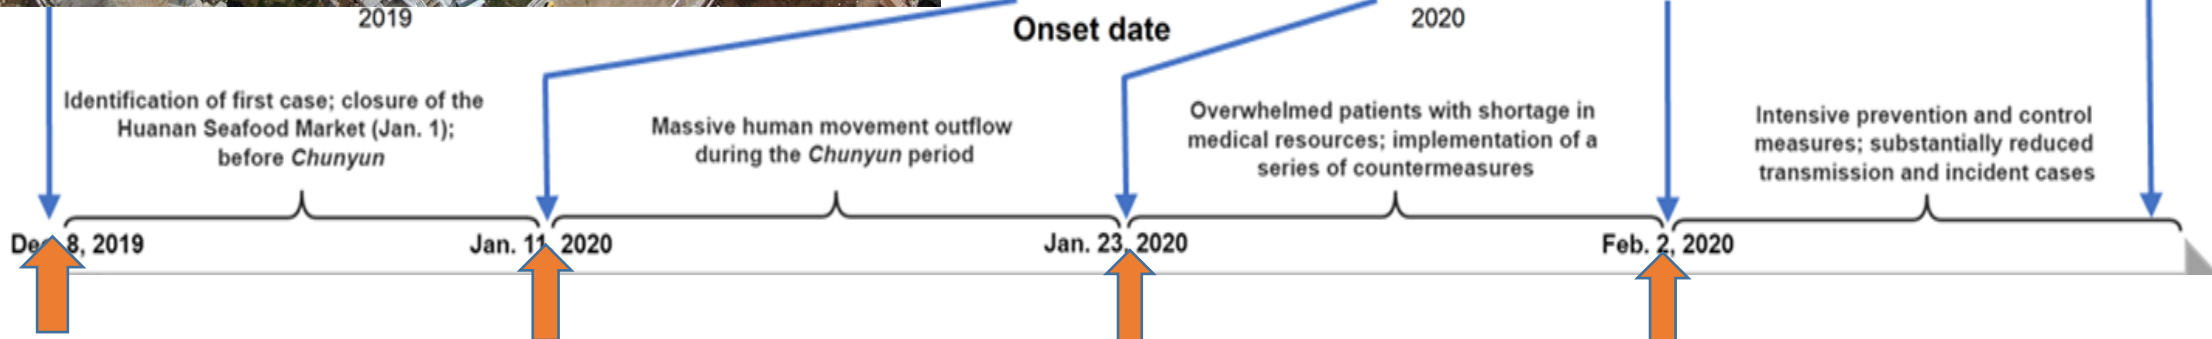 2019
Onset date
2020
Identification of first case; closure of the
Huanan Seafood Market (Jan. 1);
before Chunyun
Massive human movement outflow
during the Chunyun period
Overwhelmed patients with shortage in
medical resources; implementation of a
series of countermeasures
Intensive prevention and control
measures; substantially reduced
transmission and incident cases
Dec. 8, 2019
Jan. 11, 2020
Jan. 23, 2020
Feb. 2, 2020